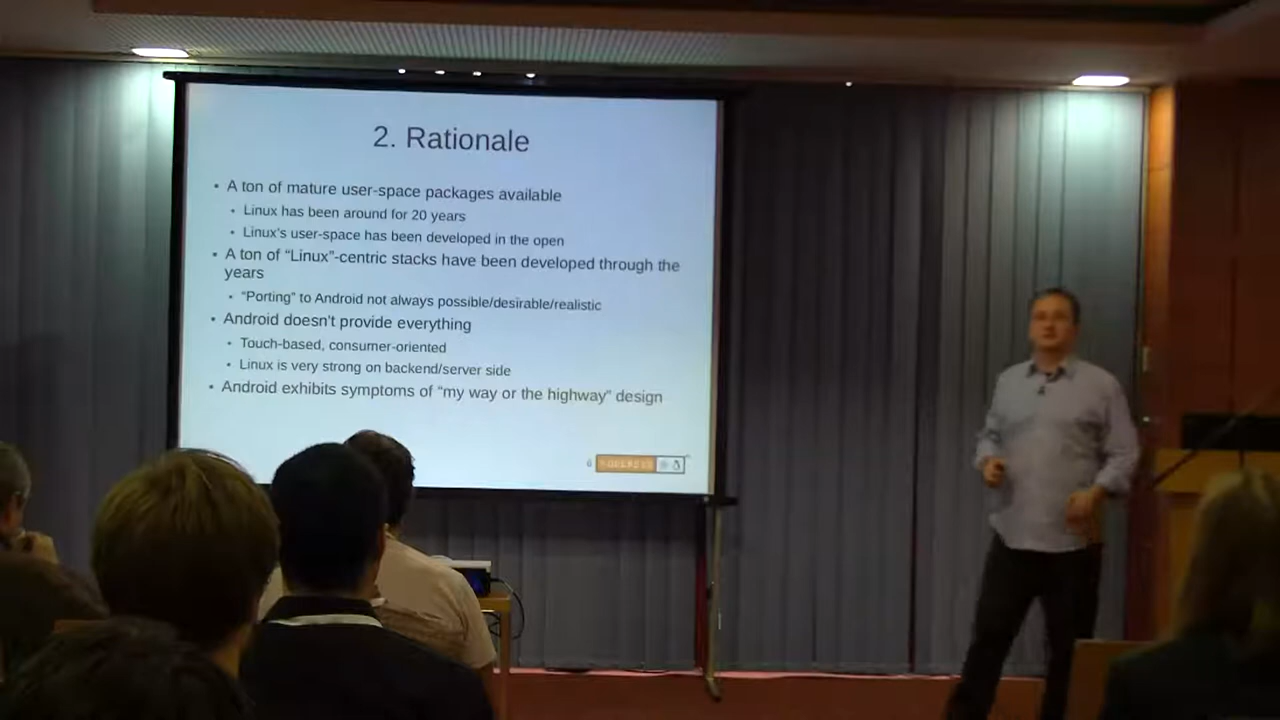 2. Rationale
• A ton of mature user-space packages available
• Linux has been around for 20 years
• Linux's user-space has been developed in the open
• A ton of “Linux”-centric stacks have been developed through the
years
• “Porting” to Android not always possible/desirable/realistic
• Android doesn't provide everything
• Touch-based, consumer-oriented
• Linux is very strong on backend/server side
• Android exhibits symptoms of “my way or the highway” design